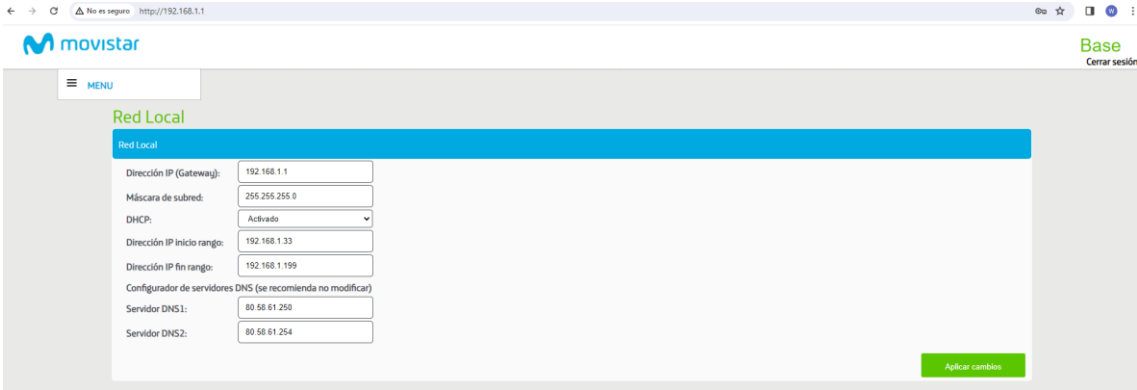 No es seguro http://192.168.1.1
W
movistar
Base
Cerrar sesión
MENU
Red Local
Red Local
Dirección IP (Gateway): 192.168.1.1
Máscara de subred: 255.255.255.0
DHCP: Activado
Dirección IP inicio rango: 192.168.1.33
Dirección IP fin rango: 192.168.1.199
Configurador de servidores DNS (se recomienda no modificar)
Servidor DNS1: 80.58.61.250
Servidor DNS2: 80.58.61.254
Aplicar cambios